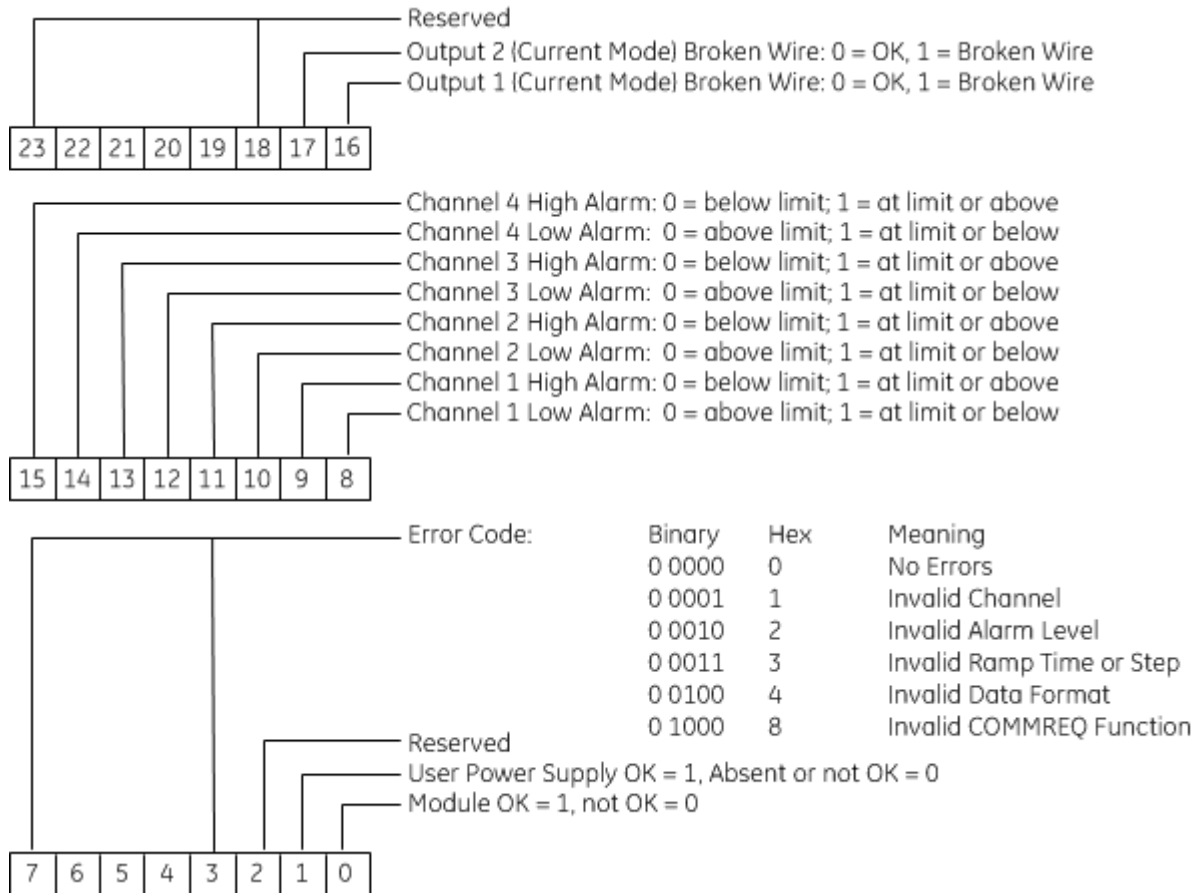 Reserved
Output 2 (Current Mode) Broken Wire: 0 = OK, 1 = Broken Wire
Output 1 (Current Mode) Broken Wire: 0 = OK, 1 = Broken Wire
23 22 21 20 19 18 17 16
Channel 4 High Alarm: 0 = below limit; 1 = at limit or above
Channel 4 Low Alarm: 0 = above limit; 1 = at limit or below
Channel 3 High Alarm: 0 = below limit; 1 = at limit or above
Channel 3 Low Alarm: 0 = above limit; 1 = at limit or below
Channel 2 High Alarm: 0 = below limit; 1 = at limit or above
Channel 2 Low Alarm: 0 = above limit; 1 = at limit or below
Channel 1 High Alarm: 0 = below limit; 1 = at limit or above
Channel 1 Low Alarm: 0 = above limit; 1 = at limit or below
15 14 13 12 11 10 9 8
Error Code: Binary Hex Meaning
0 0000 0 No Errors
0 0001 1 Invalid Channel
0 0010 2 Invalid Alarm Level
0 0011 3 Invalid Ramp Time or Step
0 0100 4 Invalid Data Format
0 1000 8 Invalid COMMREQ Function
Reserved
User Power Supply OK = 1, Absent or not OK = 0
Module OK = 1, not OK = 0
7 6 5 4 3 2 1 0